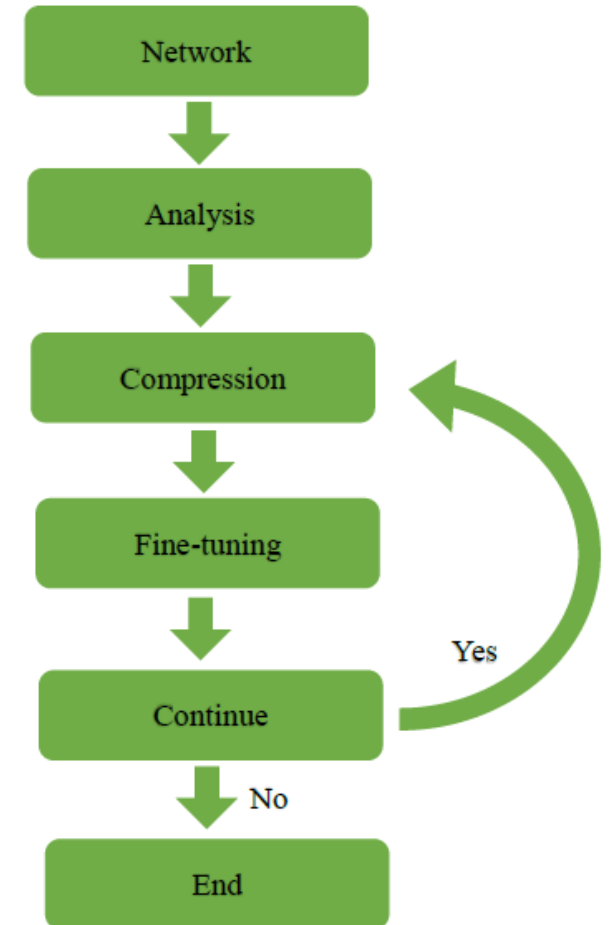 Network
Analysis
Compression
Fine-tuning
Yes
Continue
No
End